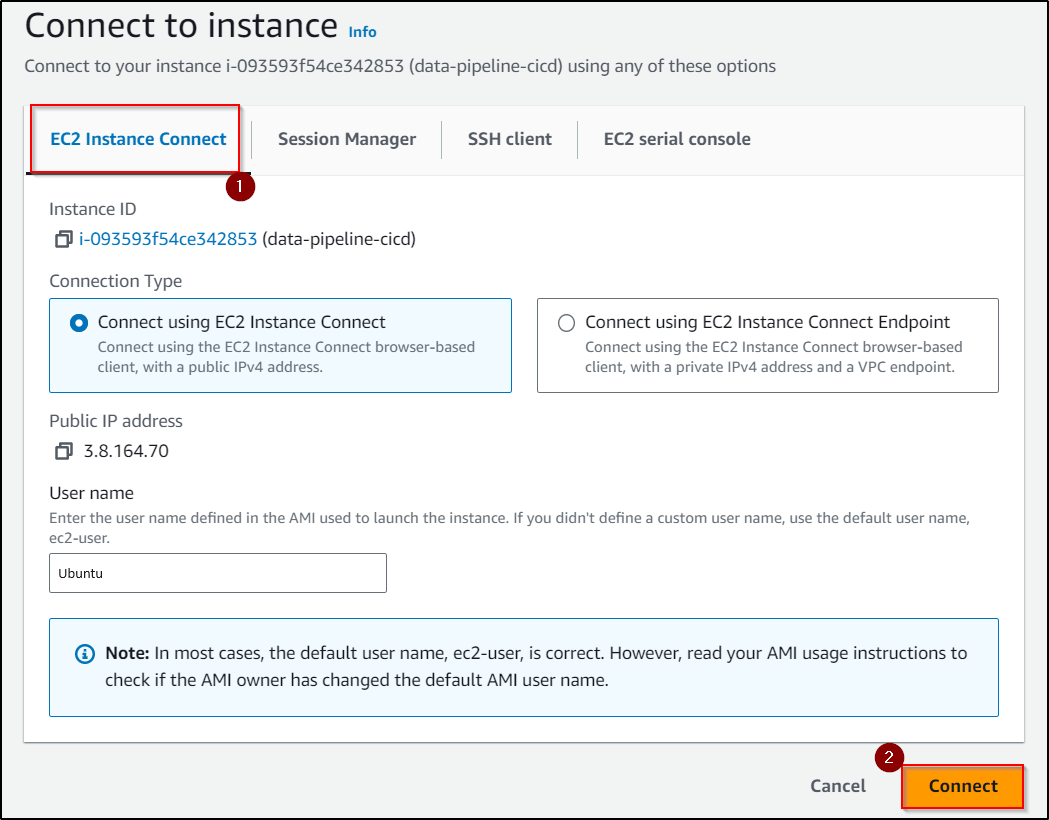 Connect to instance Info
Connect to your instance i-093593f54ce342853 (data-pipeline-cicd) using any of these options
EC2 Instance Connect
Session Manager
SSH client
EC2 serial console
1
Instance ID
i-093593f54ce342853 (data-pipeline-cicd)
Connection Type
Connect using EC2 Instance Connect
Connect using the EC2 Instance Connect browser-based
client, with a public IPv4 address.
Connect using EC2 Instance Connect Endpoint
Connect using the EC2 Instance Connect browser-based
client, with a private IPv4 address and a VPC endpoint.
Public IP address
3.8.164.70
User name
Enter the user name defined in the AMI used to launch the instance. If you didn't define a custom user name, use the default user name,
ec2-user.
Ubuntu
Note: In most cases, the default user name, ec2-user, is correct. However, read your AMI usage instructions to
check if the AMI owner has changed the default AMI user name.
2
Cancel
Connect